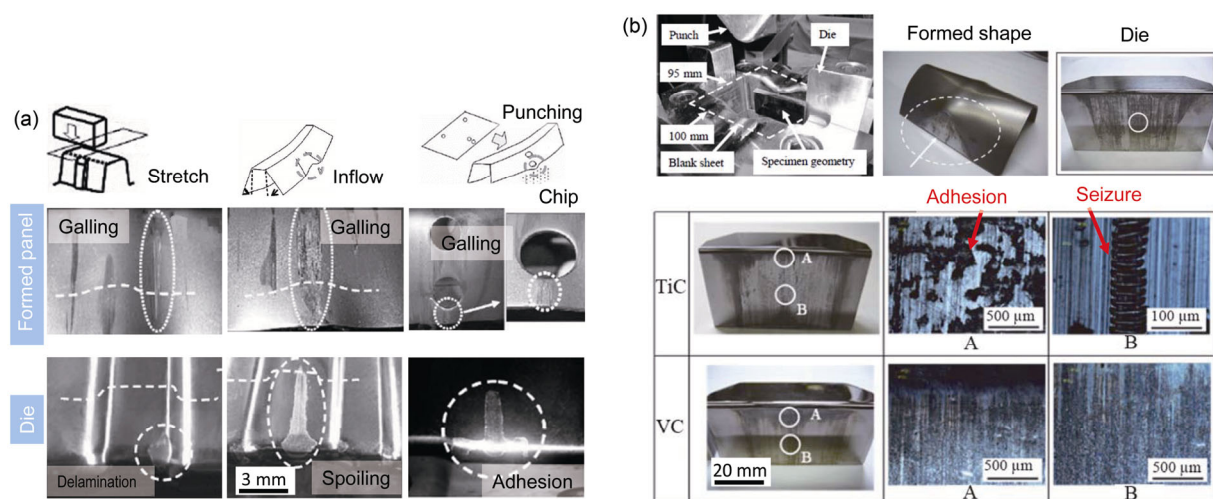 (a)
Stretch
Inflow
Punching
Chip
Formed panel
Galling
Galling
Galling
Die
Delamination
3 mm
Spoiling
Adhesion
(b)
Punch
Die
95 mm
100 mm
Blank sheet
Specimen geometry
Formed shape
Die
Adhesion
Seizure
TiC
A
B
500 µm
A
100 µm
B
VC
A
B
20 mm
500 µm
A
500 µm
B